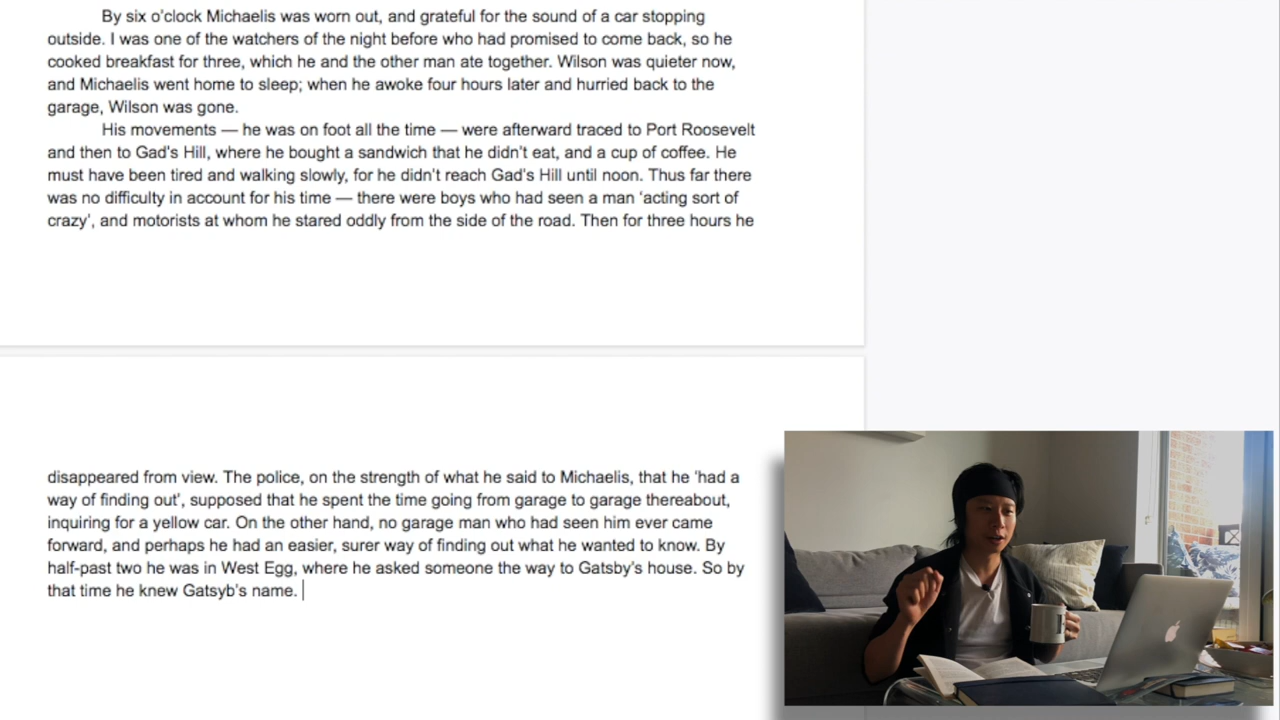 By six o'clock Michaelis was worn out, and grateful for the sound of a car stopping
outside. I was one of the watchers of the night before who had promised to come back, so he
cooked breakfast for three, which he and the other man ate together. Wilson was quieter now,
and Michaelis went home to sleep; when he awoke four hours later and hurried back to the
garage, Wilson was gone.
His movements — he was on foot all the time — were afterward traced to Port Roosevelt
and then to Gad's Hill, where he bought a sandwich that he didn't eat, and a cup of coffee. He
must have been tired and walking slowly, for he didn't reach Gad's Hill until noon. Thus far there
was no difficulty in account for his time — there were boys who had seen a man 'acting sort of
crazy', and motorists at whom he stared oddly from the side of the road. Then for three hours he
disappeared from view. The police, on the strength of what he said to Michaelis, that he 'had a
way of finding out', supposed that he spent the time going from garage to garage thereabout,
inquiring for a yellow car. On the other hand, no garage man who had seen him ever came
forward, and perhaps he had an easier, surer way of finding out what he wanted to know. By
half-past two he was in West Egg, where he asked someone the way to Gatsby's house. So by
that time he knew Gatsyb's name.